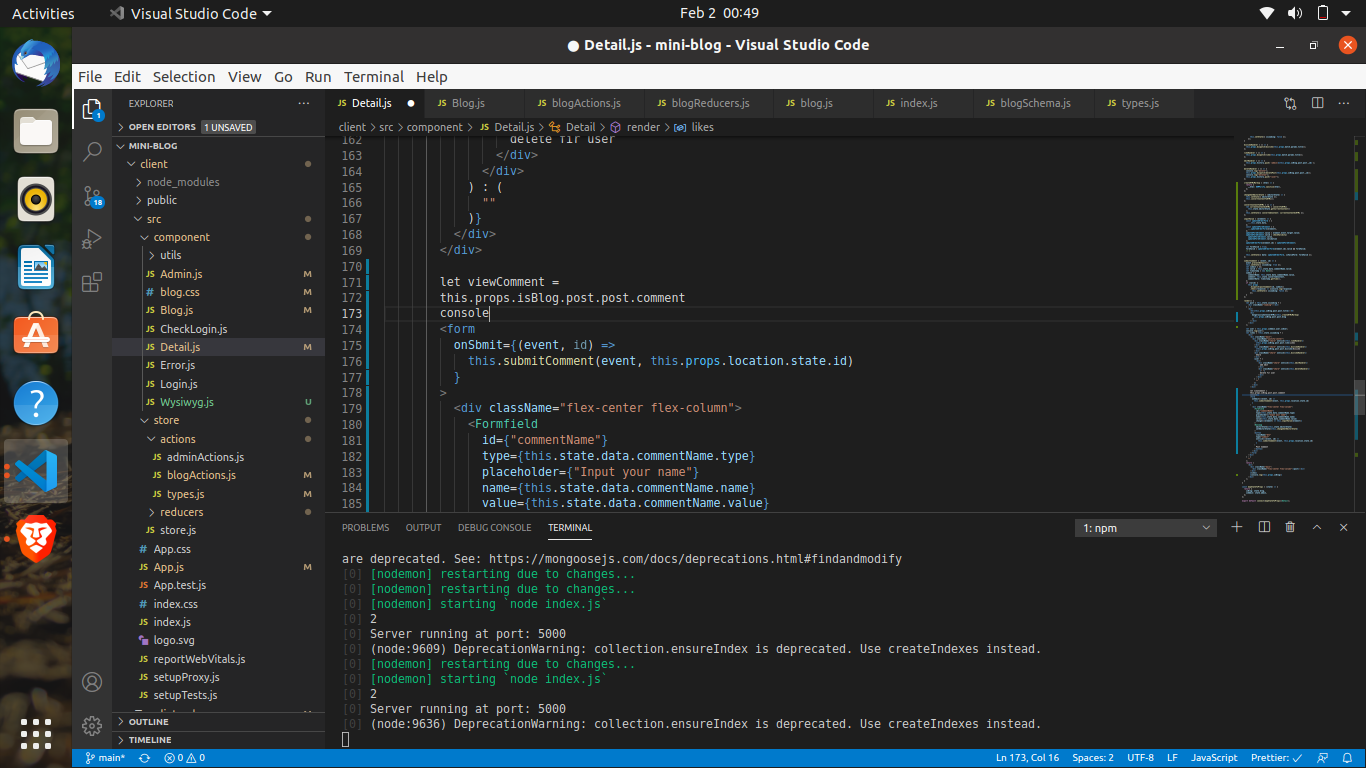 Activities
Visual Studio Code
Feb 2 00:49
● Detail.js - mini-blog - Visual Studio Code
File Edit Selection View Go Run Terminal Help
EXPLORER
OPEN EDITORS 1 UNSAVED
MINI-BLOG
client
node_modules
public
src
component
utils
Admin.js M
blog.css M
Blog.js M
CheckLogin.js
Detail.js M
Error.js
Login.js
Wysiwyg.js U
store
actions
adminActions.js
blogActions.js M
types.js M
reducers
store.js
App.css
App.js M
App.test.js
index.css
index.js
logo.svg
reportWebVitals.js
setupProxy.js
setupTests.js
OUTLINE
TIMELINE
1
18
JS Detail.js ●
JS Blog.js
JS blogActions.js
JS blogReducers.js
JS blog.js
JS index.js
JS blogSchema.js
JS types.js
client > src > component > JS Detail.js > Detail > render > likes
162 delete fir user
163 </div>
164 </div>
165 ) : (
166 ""
167 )}
168 </div>
169 </div>
170
171 let viewComment =
172 this.props.isBlog.post.post.comment
173 console
174 <form
175 onSbmit={(event, id) =>
176 this.submitComment(event, this.props.location.state.id)
177 }
178 >
179 <div className="flex-center flex-column">
180 <Formfield
181 id={"commentName"}
182 type={this.state.data.commentName.type}
183 placeholder={"Input your name"}
184 name={this.state.data.commentName.name}
185 value={this.state.data.commentName.value}
PROBLEMS OUTPUT DEBUG CONSOLE TERMINAL
1: npm
are deprecated. See: https://mongoosejs.com/docs/deprecations.html#findandmodify
[0] [nodemon] restarting due to changes...
[0] [nodemon] restarting due to changes...
[0] [nodemon] starting `node index.js`
[0] 2
[0] Server running at port: 5000
[0] (node:9609) DeprecationWarning: collection.ensureIndex is deprecated. Use createIndexes instead.
[0] [nodemon] restarting due to changes...
[0] [nodemon] starting `node index.js`
[0] 2
[0] Server running at port: 5000
[0] (node:9636) DeprecationWarning: collection.ensureIndex is deprecated. Use createIndexes instead.
main* 0 0
Ln 173, Col 16 Spaces: 2 UTF-8 LF JavaScript Prettier: ✓